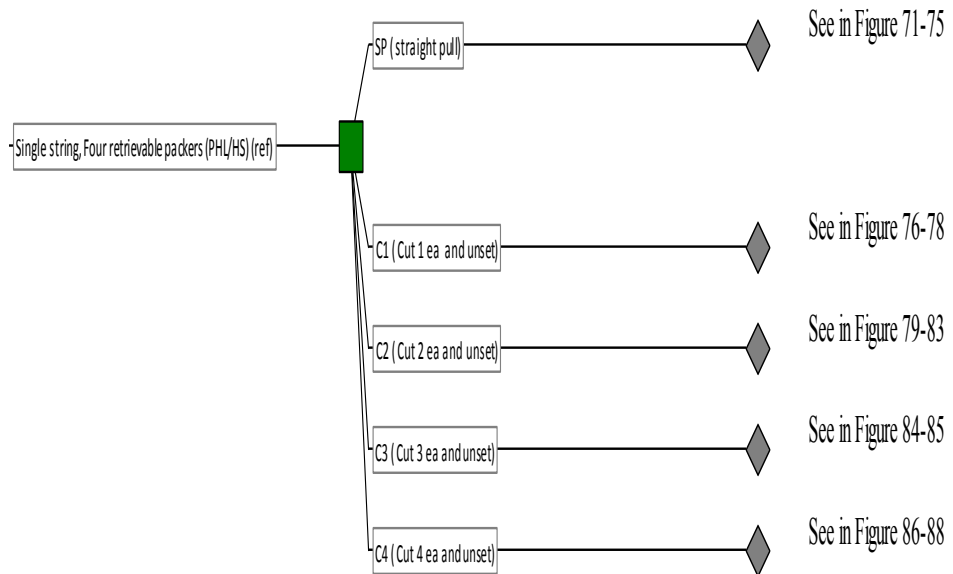 SP ( straight pull)
See in Figure 71-75
Single string, Four retrievable packers (PHL/HS) (ref)
C1 ( Cut 1 ea and unset)
See in Figure 76-78
C2 ( Cut 2 ea and unset)
See in Figure 79-83
C3 ( Cut 3 ea and unset)
See in Figure 84-85
C4 ( Cut 4 ea and unset)
See in Figure 86-88